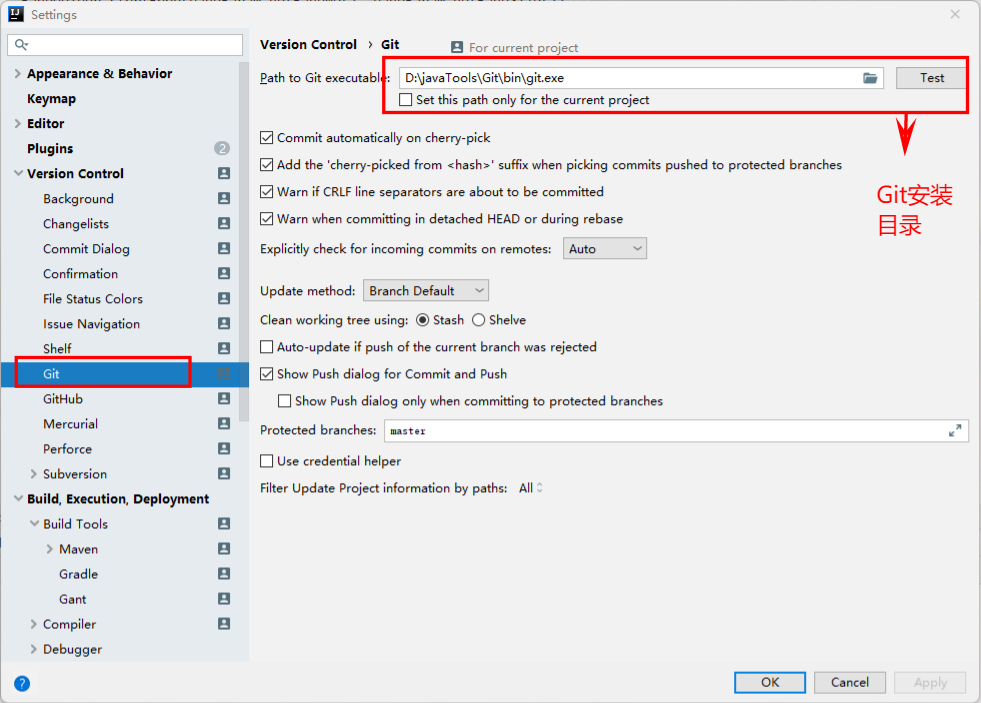 Settings
Version Control › Git
For current project
Path to Git executable: D:\javaTools\Git\bin\git.exe
Test
Set this path only for the current project
Git安装
目录
Commit automatically on cherry-pick
Add the 'cherry-picked from <hash>' suffix when picking commits pushed to protected branches
Warn if CRLF line separators are about to be committed
Warn when committing in detached HEAD or during rebase
Explicitly check for incoming commits on remotes: Auto
Update method: Branch Default
Clean working tree using: Stash Shelve
Auto-update if push of the current branch was rejected
Show Push dialog for Commit and Push
Show Push dialog only when committing to protected branches
Protected branches: master
Use credential helper
Filter Update Project information by paths: All
Appearance & Behavior
Keymap
Editor
Plugins 2
Version Control
Background
Changelists
Commit Dialog
Confirmation
File Status Colors
Issue Navigation
Shelf
Git
GitHub
Mercurial
Perforce
Subversion
Build, Execution, Deployment
Build Tools
Maven
Gradle
Gant
Compiler
Debugger
?
OK
Cancel
Apply